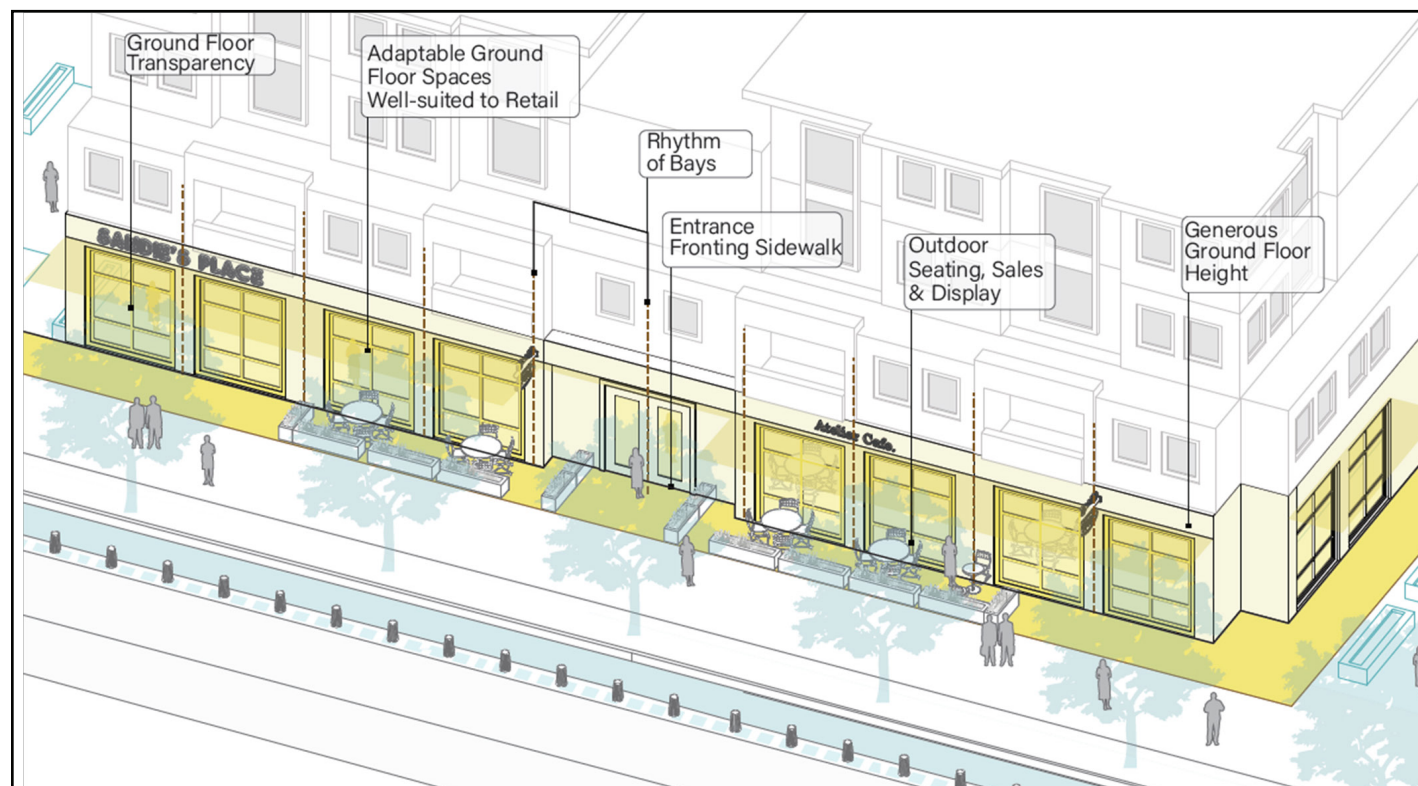 Ground Floor
Transparency
Adaptable Ground
Floor Spaces
Well-suited to Retail
Rhythm
of Bays
Entrance
Fronting Sidewalk
Outdoor
Seating, Sales
& Display
Generous
Ground Floor
Height
SANDIE'S PLACE
Atelier Cafe.